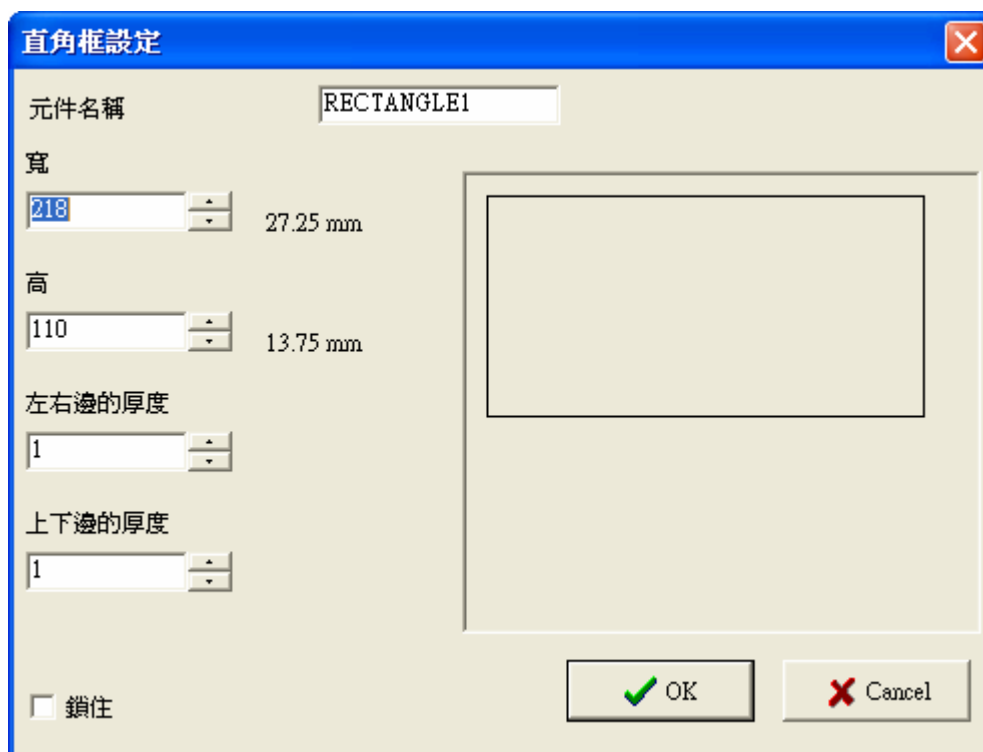 直角框設定
元件名稱
RECTANGLE1
寬
218
27.25 mm
高
110
13.75 mm
左右邊的厚度
1
上下邊的厚度
1
鎖住
OK
Cancel